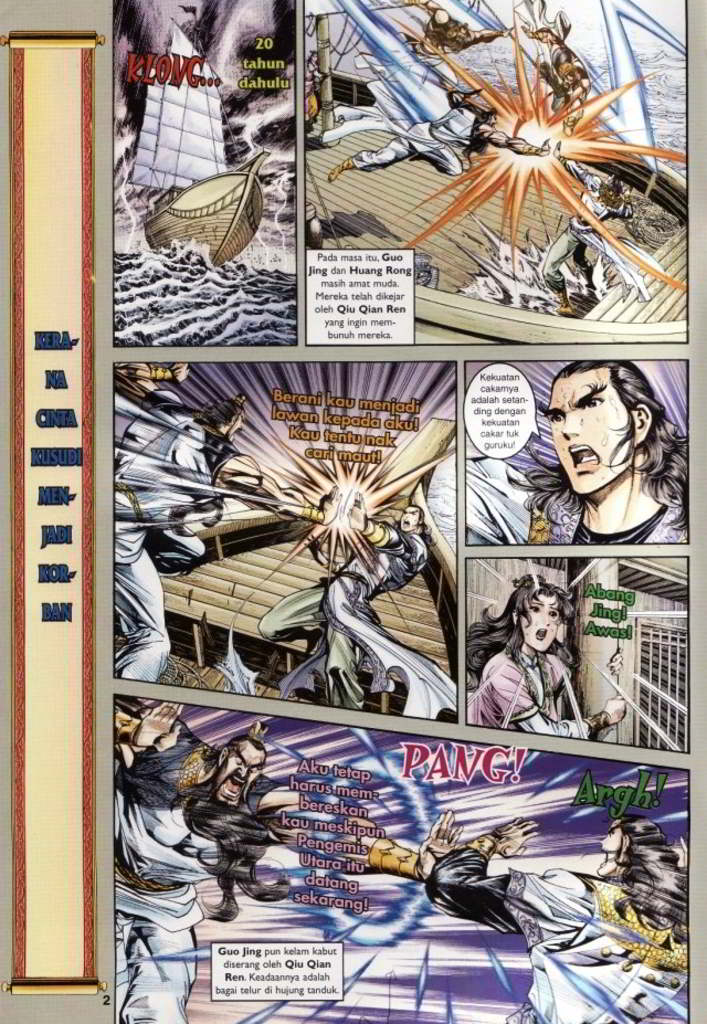 KERA-
NA
CINTA
KUSUDI
MEN-
JADI
KOR-
BAN
KLONG...
20
tahun
dahulu
Pada masa itu, Guo
Jing dan Huang Rong
masih amat muda.
Mereka telah dikejar
oleh Qiu Qian Ren
yang ingin mem-
bunuh mereka.
Berani kau menjadi
lawan kepada aku!
Kau tentu nak
cari maut!
Kekuatan
cakarnya
adalah setan-
ding dengan
kekuatan
cakar tuk
guruku!
Abang
Jing!
Awas!
Aku tetap
harus mem-
bereskan
kau meskipun
Pengemis
Utara itu
datang
sekarang!
PANG!
Argh!
Guo Jing pun kelam kabut
diserang oleh Qiu Qian
Ren. Keadaannya adalah
bagai telur di hujung tanduk.
2